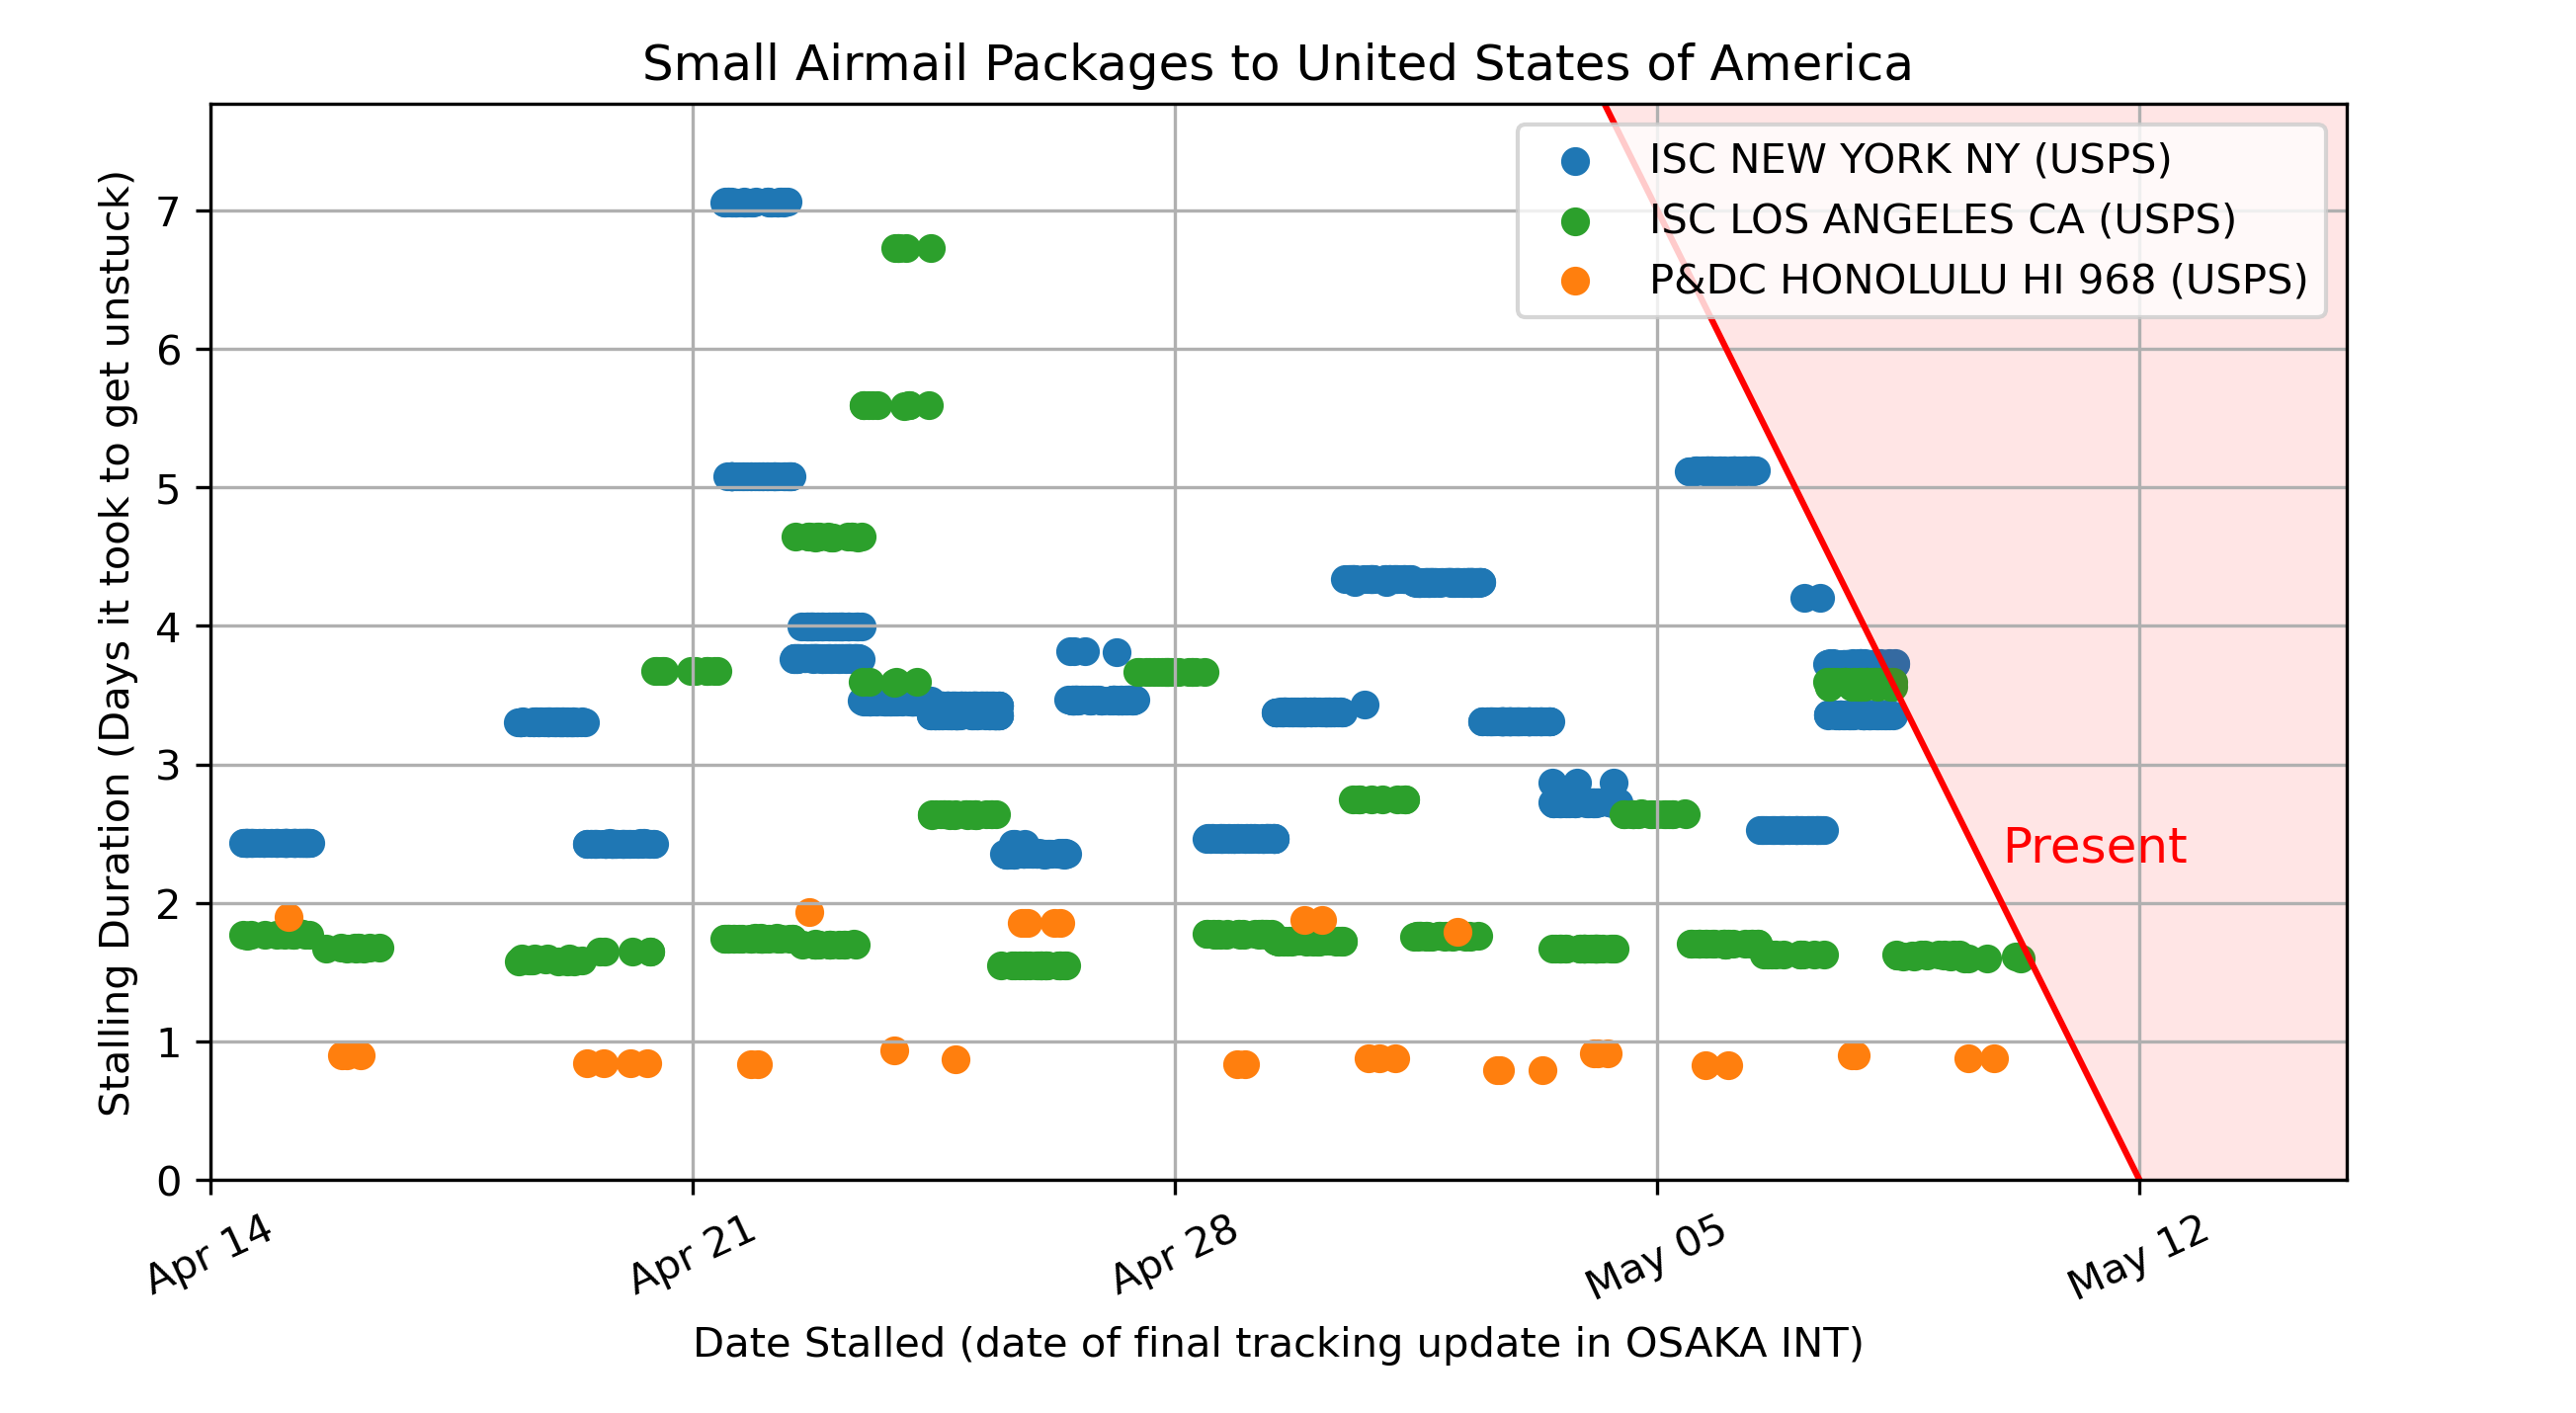 Small Airmail Packages to United States of America
Stalling Duration (Days it took to get unstuck)
7
6
5
4
3
2
1
0
ISC NEW YORK NY (USPS)
ISC LOS ANGELES CA (USPS)
P&DC HONOLULU HI 968 (USPS)
Present
Apr 14
Apr 21
Apr 28
May 05
May 12
Date Stalled (date of final tracking update in OSAKA INT)